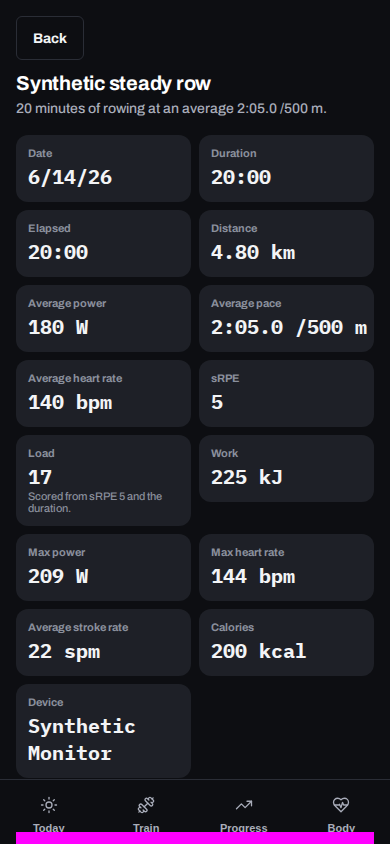 Back
Synthetic steady row
20 minutes of rowing at an average 2:05.0 /500 m.
Date
6/14/26
Duration
20:00
Elapsed
20:00
Distance
4.80 km
Average power
180 W
Average pace
2:05.0 /500 m
Average heart rate
140 bpm
sRPE
5
Load
17
Scored from sRPE 5 and the
duration.
Work
225 kJ
Max power
209 W
Max heart rate
144 bpm
Average stroke rate
22 spm
Calories
200 kcal
Device
Synthetic
Monitor
Today
Train
Progress
Body